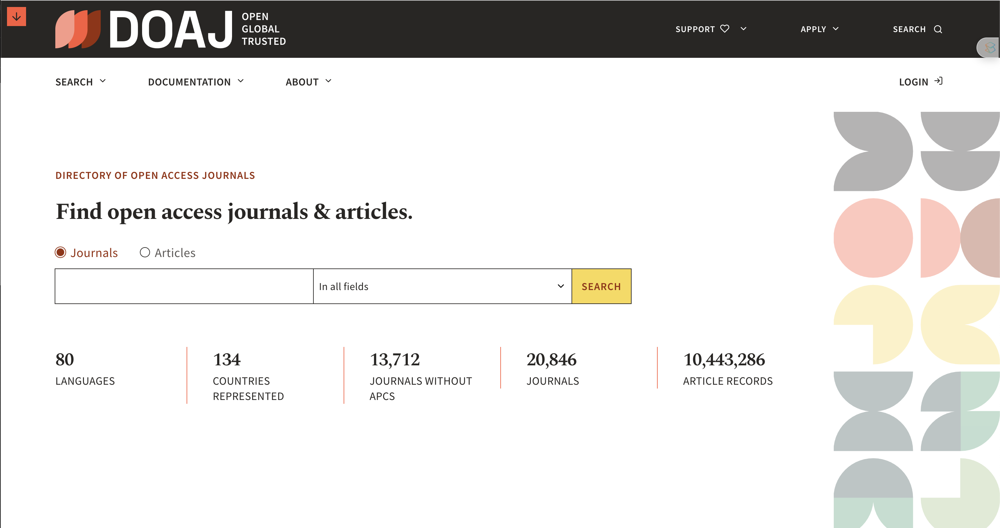 DOAJ
OPEN
GLOBAL
TRUSTED
SUPPORT
APPLY
SEARCH
SEARCH
DOCUMENTATION
ABOUT
LOGIN
DIRECTORY OF OPEN ACCESS JOURNALS
Find open access journals & articles.
Journals
Articles
In all fields
SEARCH
80
LANGUAGES
134
COUNTRIES
REPRESENTED
13,712
JOURNALS WITHOUT
APCS
20,846
JOURNALS
10,443,286
ARTICLE RECORDS